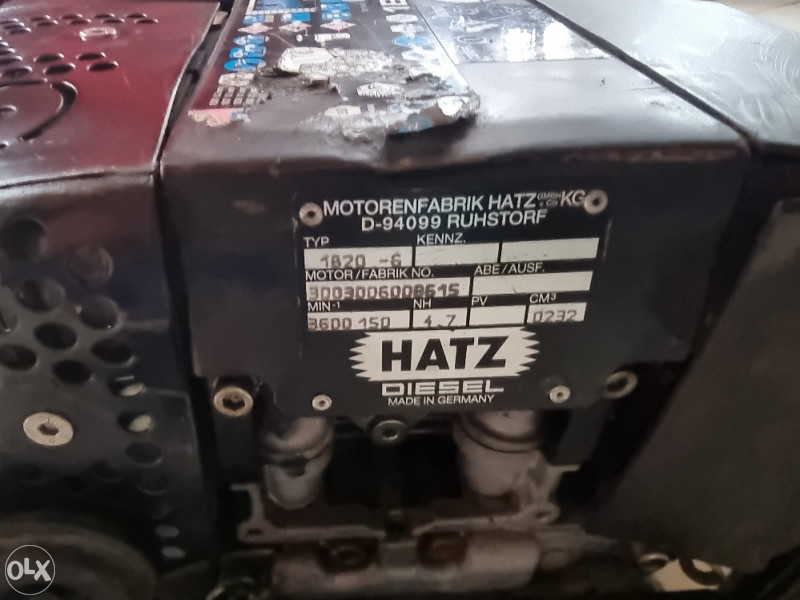 MOTORENFABRIK HATZ GMBH & CO KG
D-94099 RUHSTORF
TYP KENNZ.
1B20 -6
MOTOR/FABRIK NO. ABE/AUSF.
3003006008615
MIN-1 NH PV CM3
3600 150 4.7 0232
HATZ
DIESEL
MADE IN GERMANY
OLX